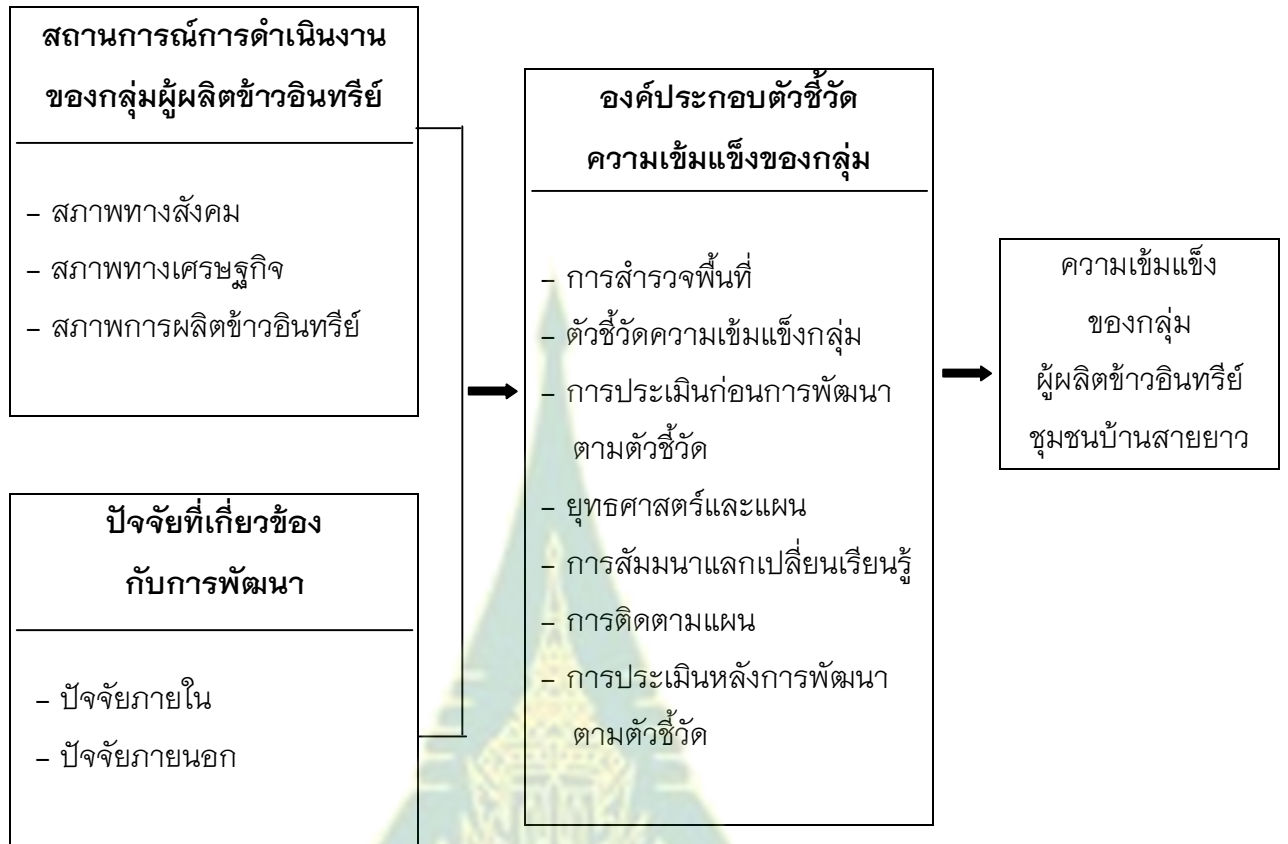 สถานการณ์การดำเนินงาน
ของกลุ่มผู้ผลิตข้าวอินทรีย์
– สภาพทางสังคม
– สภาพทางเศรษฐกิจ
– สภาพการผลิตข้าวอินทรีย์
ปัจจัยที่เกี่ยวข้อง
กับการพัฒนา
– ปัจจัยภายใน
– ปัจจัยภายนอก
องค์ประกอบตัวชี้วัด
ความเข้มแข็งของกลุ่ม
– การสำรวจพื้นที่
– ตัวชี้วัดความเข้มแข็งกลุ่ม
– การประเมินก่อนการพัฒนา
ตามตัวชี้วัด
– ยุทธศาสตร์และแผน
– การสัมมนาแลกเปลี่ยนเรียนรู้
– การติดตามแผน
– การประเมินหลังการพัฒนา
ตามตัวชี้วัด
ความเข้มแข็ง
ของกลุ่ม
ผู้ผลิตข้าวอินทรีย์
ชุมชนบ้านสายยาว